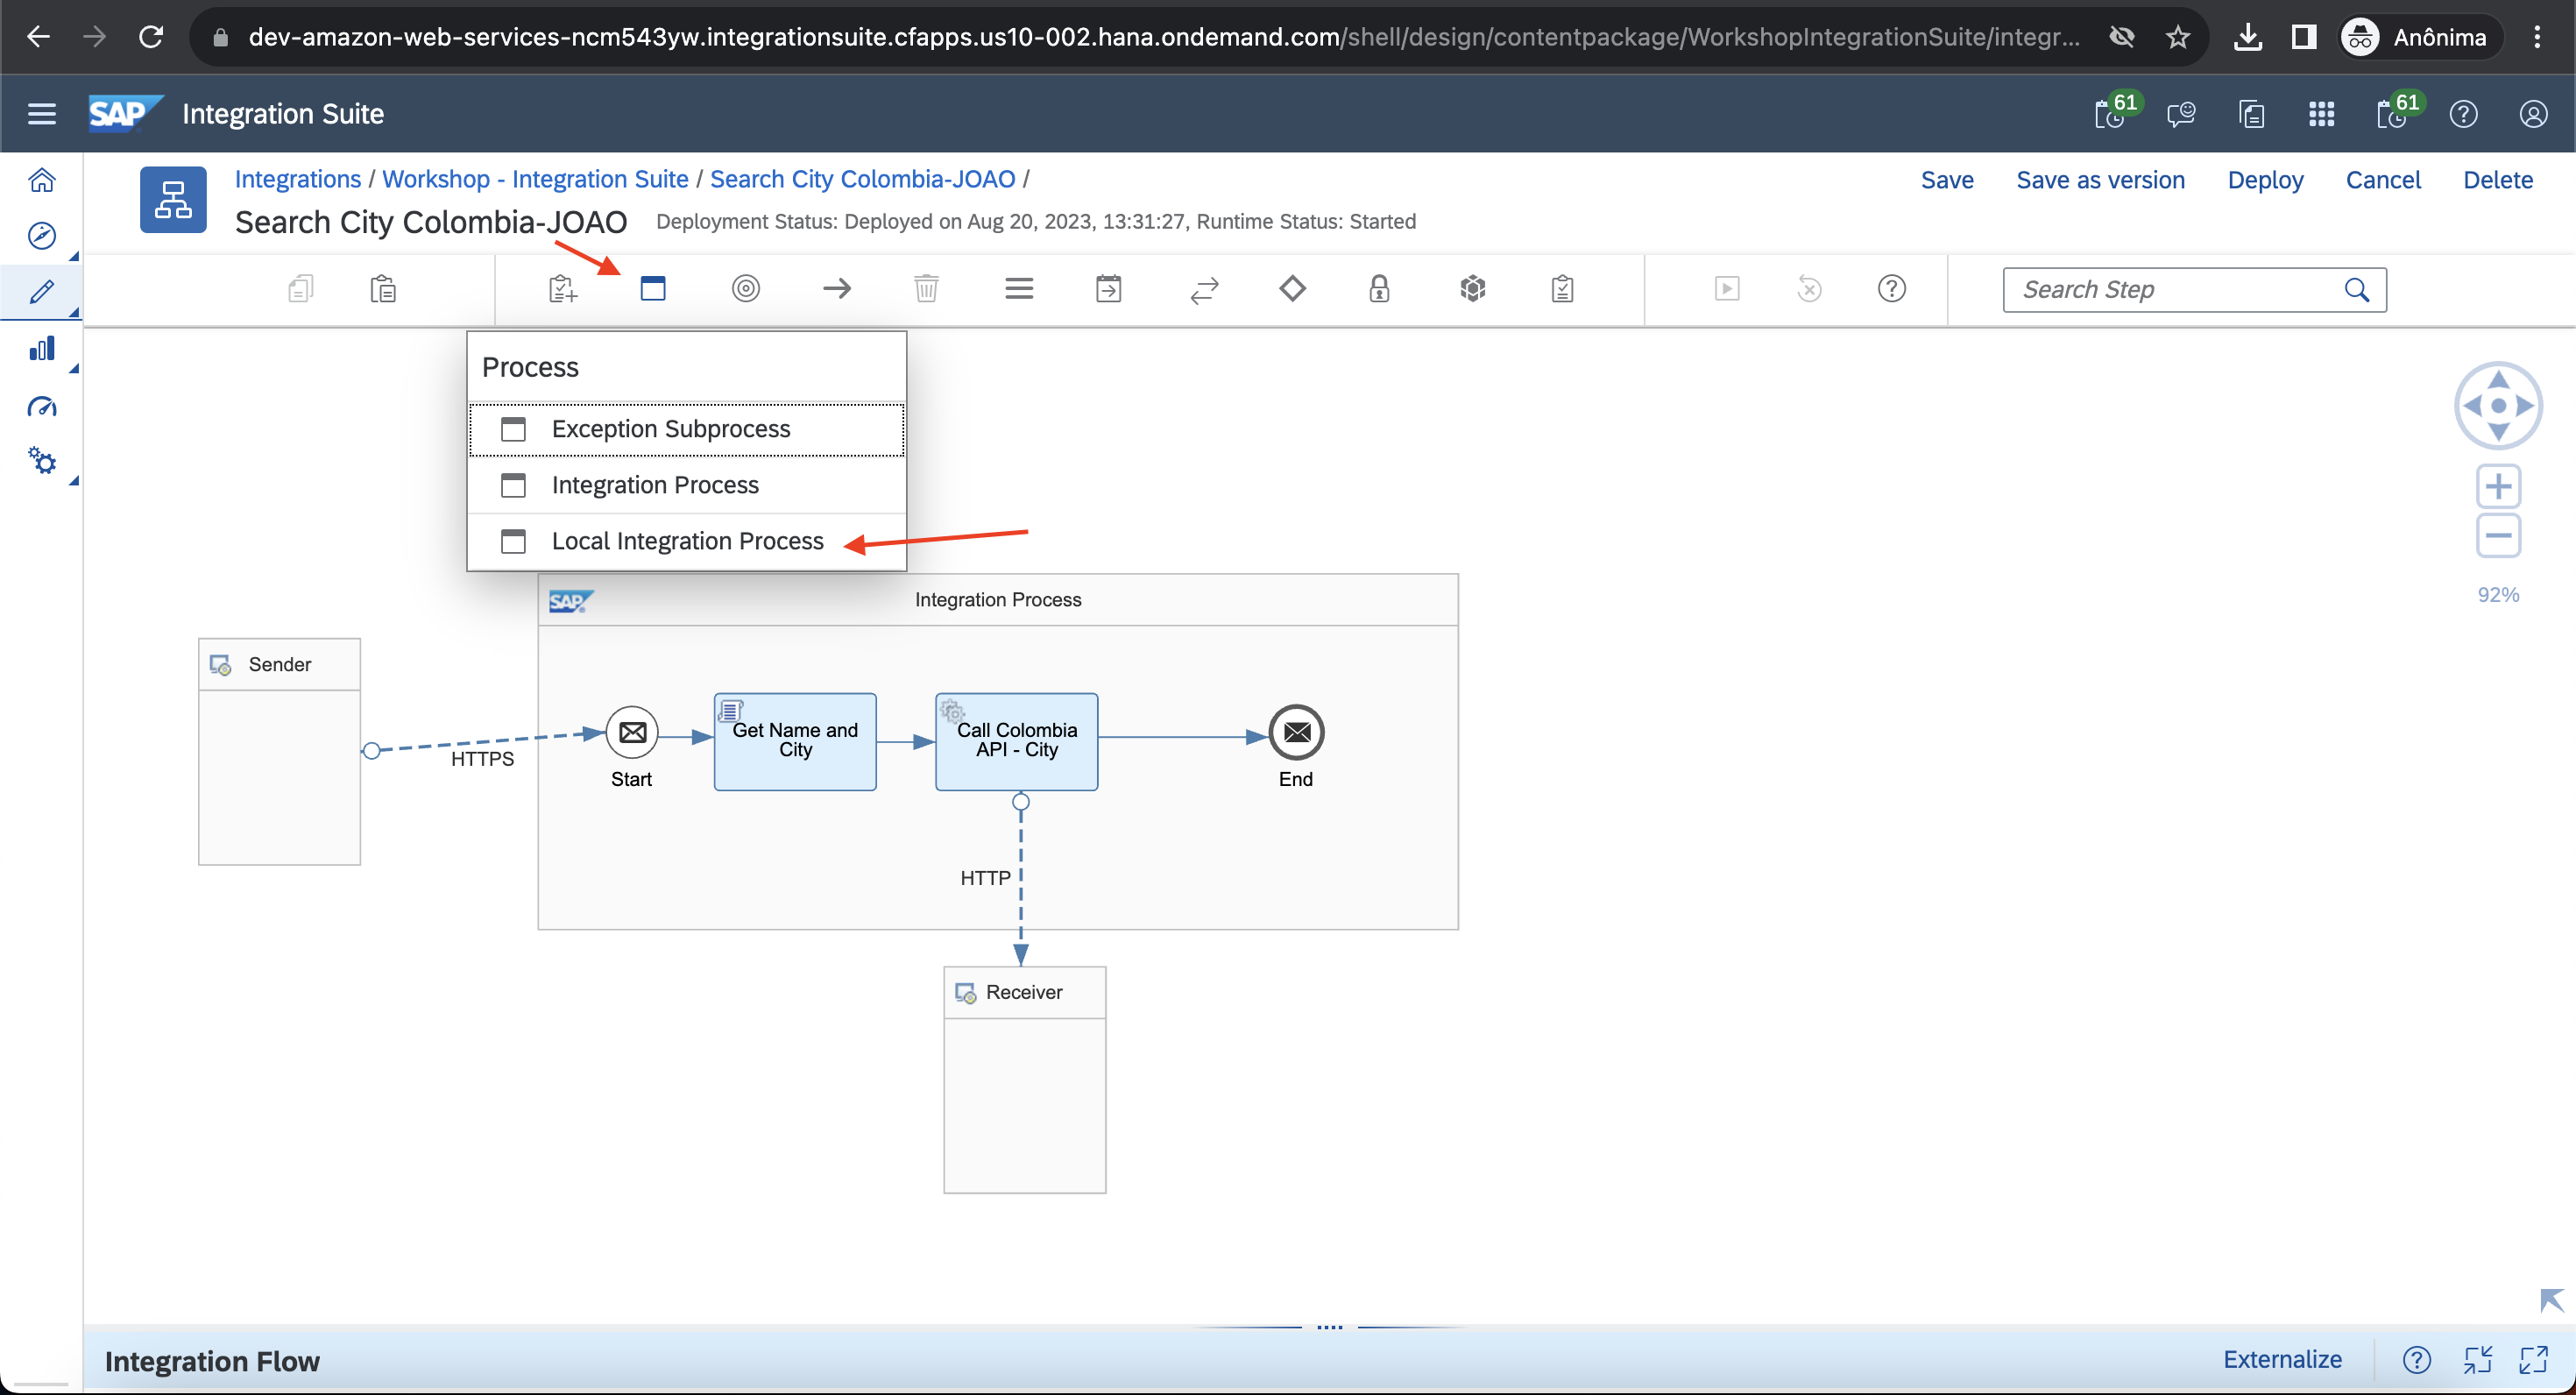 dev-amazon-web-services-ncm543yw.integrationsuite.cfapps.us10-002.hana.ondemand.com/shell/design/contentpackage/WorkshopIntegrationSuite/integr...
Anônima
SAP Integration Suite
61
61
Integrations / Workshop - Integration Suite / Search City Colombia-JOAO /
Save
Save as version
Deploy
Cancel
Delete
Search City Colombia-JOAO
Deployment Status: Deployed on Aug 20, 2023, 13:31:27, Runtime Status: Started
Search Step
Process
Exception Subprocess
Integration Process
Local Integration Process
92%
SAP
Integration Process
Sender
HTTPS
Start
Get Name and
City
Call Colombia
API - City
End
HTTP
Receiver
Integration Flow
Externalize